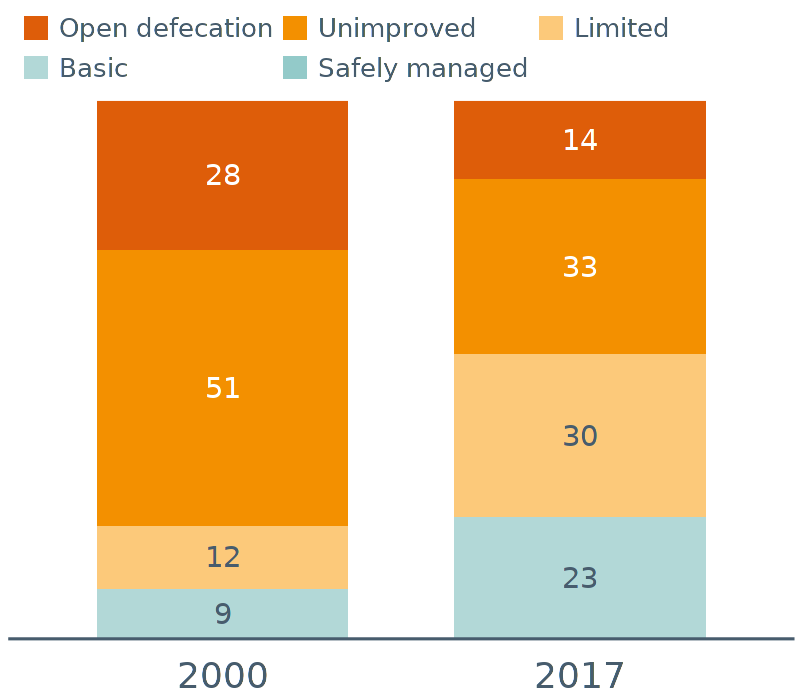 Open defecation Unimproved Limited
Basic Safely managed
28 14
51 33
12 30
9 23
2000 2017